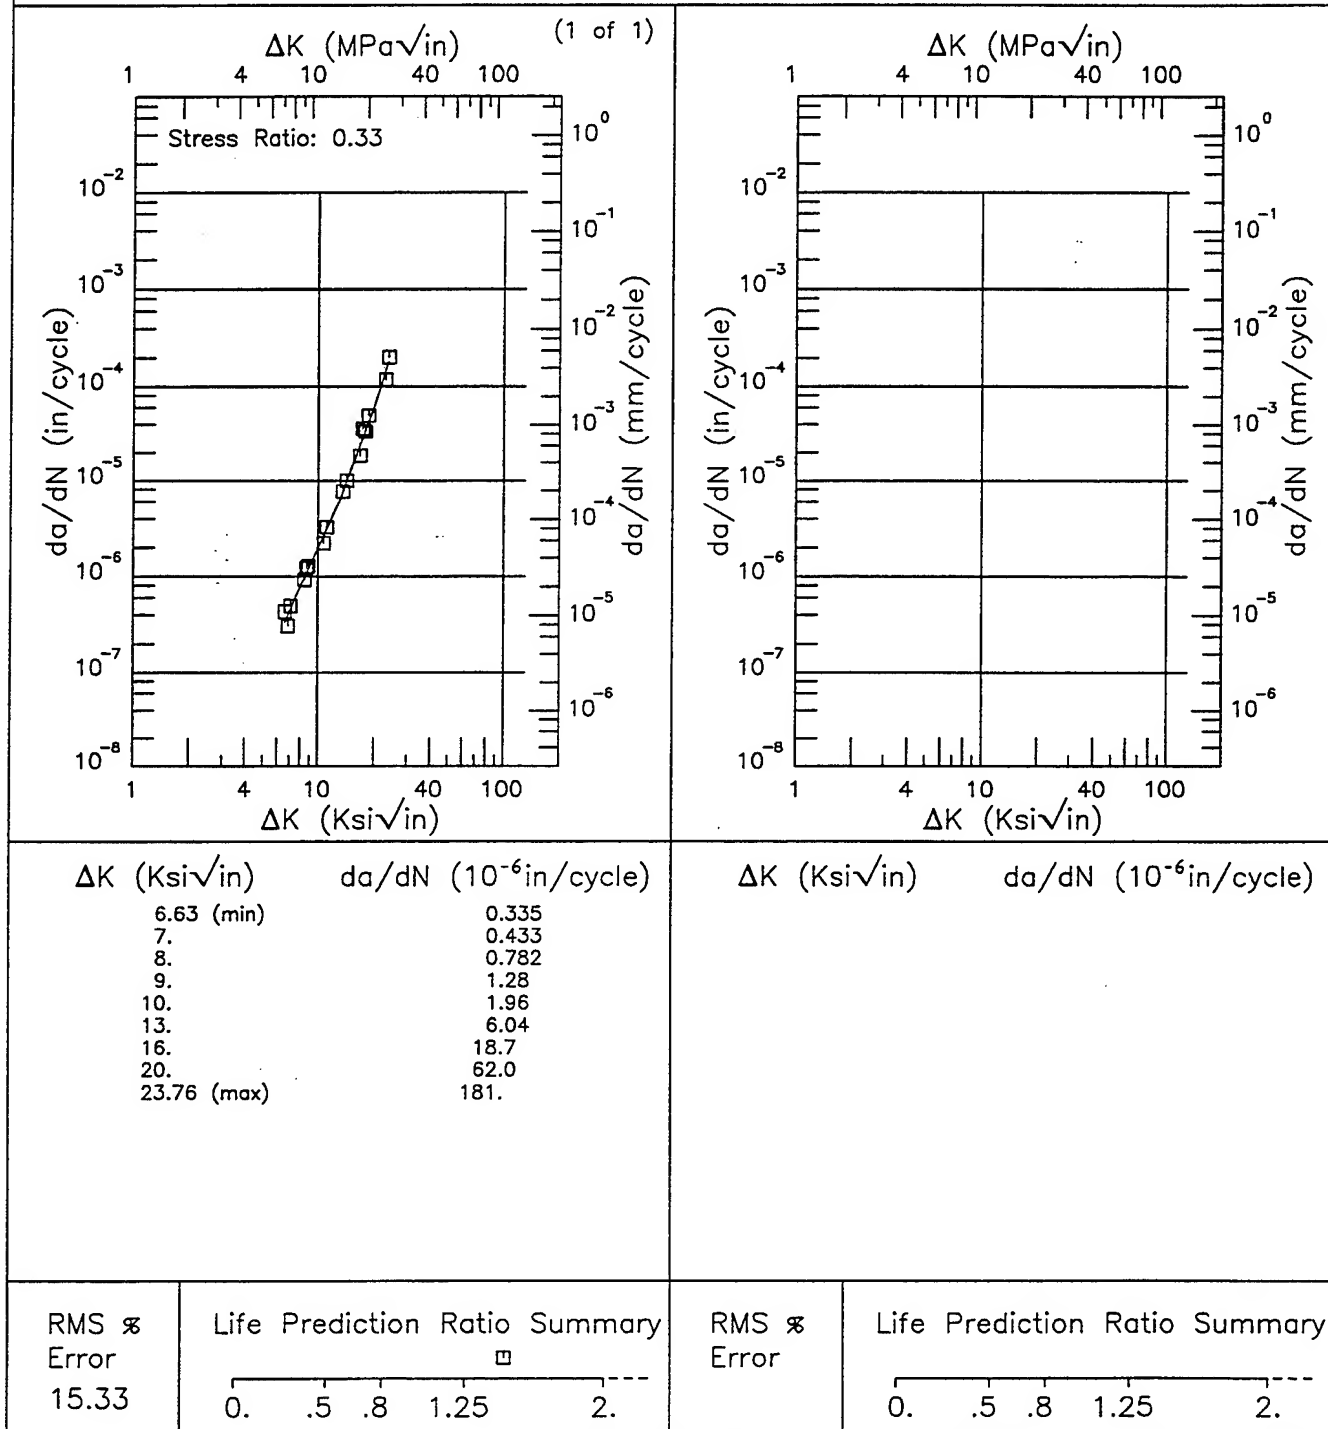 (1 of 1)
ΔK (MPa√in)
1 4 10 40 100
Stress Ratio: 0.33
10⁰
10⁻¹
10⁻²
10⁻³
10⁻⁴
10⁻⁵
10⁻⁶
da/dN (mm/cycle)
10⁻²
10⁻³
10⁻⁴
10⁻⁵
10⁻⁶
10⁻⁷
10⁻⁸
da/dN (in/cycle)
1 4 10 40 100
ΔK (Ksi√in)
ΔK (MPa√in)
1 4 10 40 100
10⁰
10⁻¹
10⁻²
10⁻³
10⁻⁴
10⁻⁵
10⁻⁶
da/dN (mm/cycle)
10⁻²
10⁻³
10⁻⁴
10⁻⁵
10⁻⁶
10⁻⁷
10⁻⁸
da/dN (in/cycle)
1 4 10 40 100
ΔK (Ksi√in)
ΔK (Ksi√in) da/dN (10⁻⁶in/cycle)
6.63 (min) 0.335
7. 0.433
8. 0.782
9. 1.28
10. 1.96
13. 6.04
16. 18.7
20. 62.0
23.76 (max) 181.
ΔK (Ksi√in) da/dN (10⁻⁶in/cycle)
RMS %
Error
15.33
Life Prediction Ratio Summary
0. .5 .8 1.25 2.
RMS %
Error
Life Prediction Ratio Summary
0. .5 .8 1.25 2.